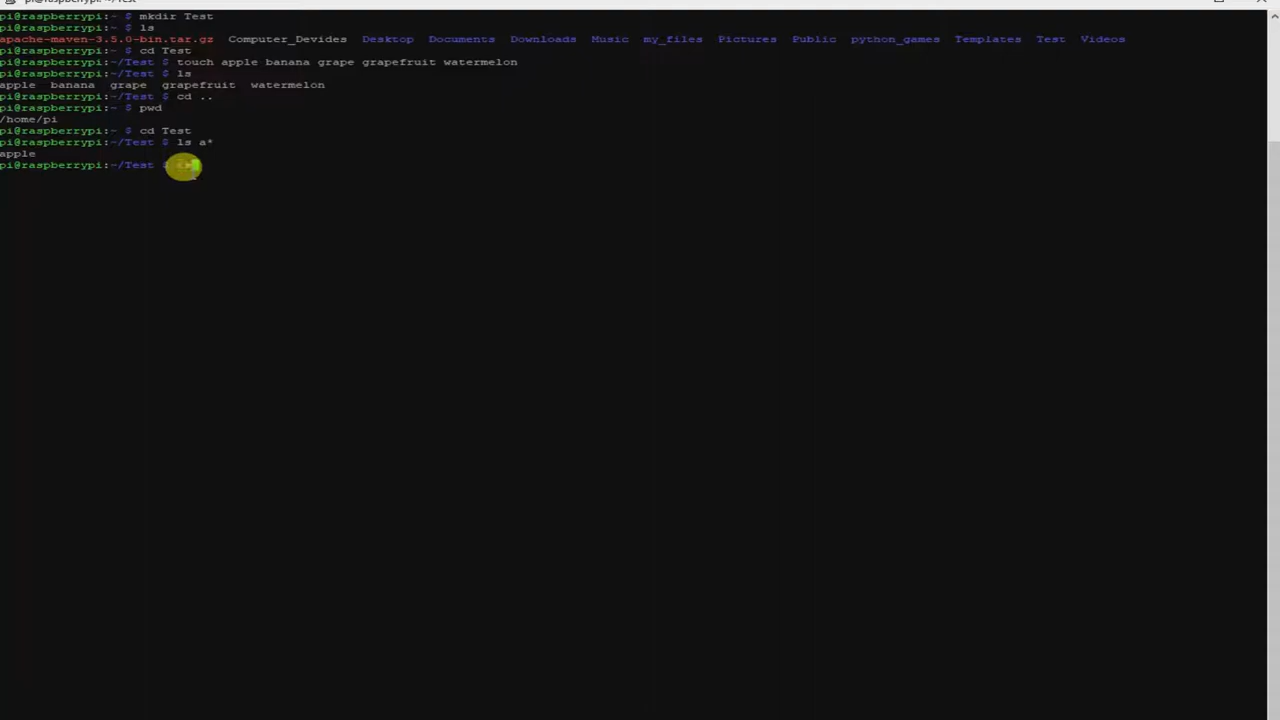 pi@raspberrypi:~ $ mkdir Test
pi@raspberrypi:~ $ ls
apache-maven-3.5.0-bin.tar.gz Computer_Devides Desktop Documents Downloads Music my_files Pictures Public python_games Templates Test Videos
pi@raspberrypi:~ $ cd Test
pi@raspberrypi:~/Test $ touch apple banana grape grapefruit watermelon
pi@raspberrypi:~/Test $ ls
apple banana grape grapefruit watermelon
pi@raspberrypi:~/Test $ cd ..
pi@raspberrypi:~ $ pwd
/home/pi
pi@raspberrypi:~ $ cd Test
pi@raspberrypi:~/Test $ ls a*
apple
pi@raspberrypi:~/Test $